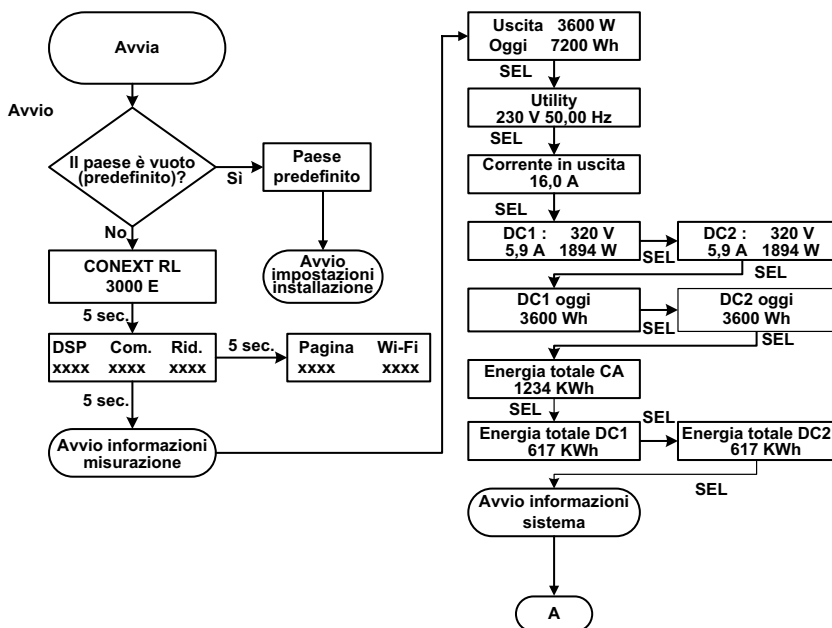 Avvia
Avvio
Il paese è vuoto
(predefinito)?
Sì
Paese
predefinito
No
Avvio
impostazioni
installazione
CONEXT RL
3000 E
5 sec.
DSP Com. Rid.
xxxx xxxx xxxx
5 sec.
Pagina Wi-Fi
xxxx xxxx
5 sec.
Avvio informazioni
misurazione
Uscita 3600 W
Oggi 7200 Wh
SEL
Utility
230 V 50,00 Hz
SEL
Corrente in uscita
16,0 A
SEL
DC1 : 320 V
5,9 A 1894 W
SEL
DC2 : 320 V
5,9 A 1894 W
SEL
DC1 oggi
3600 Wh
SEL
DC2 oggi
3600 Wh
SEL
Energia totale CA
1234 KWh
SEL
Energia totale DC1
617 KWh
SEL
Energia totale DC2
617 KWh
SEL
Avvio informazioni
sistema
A